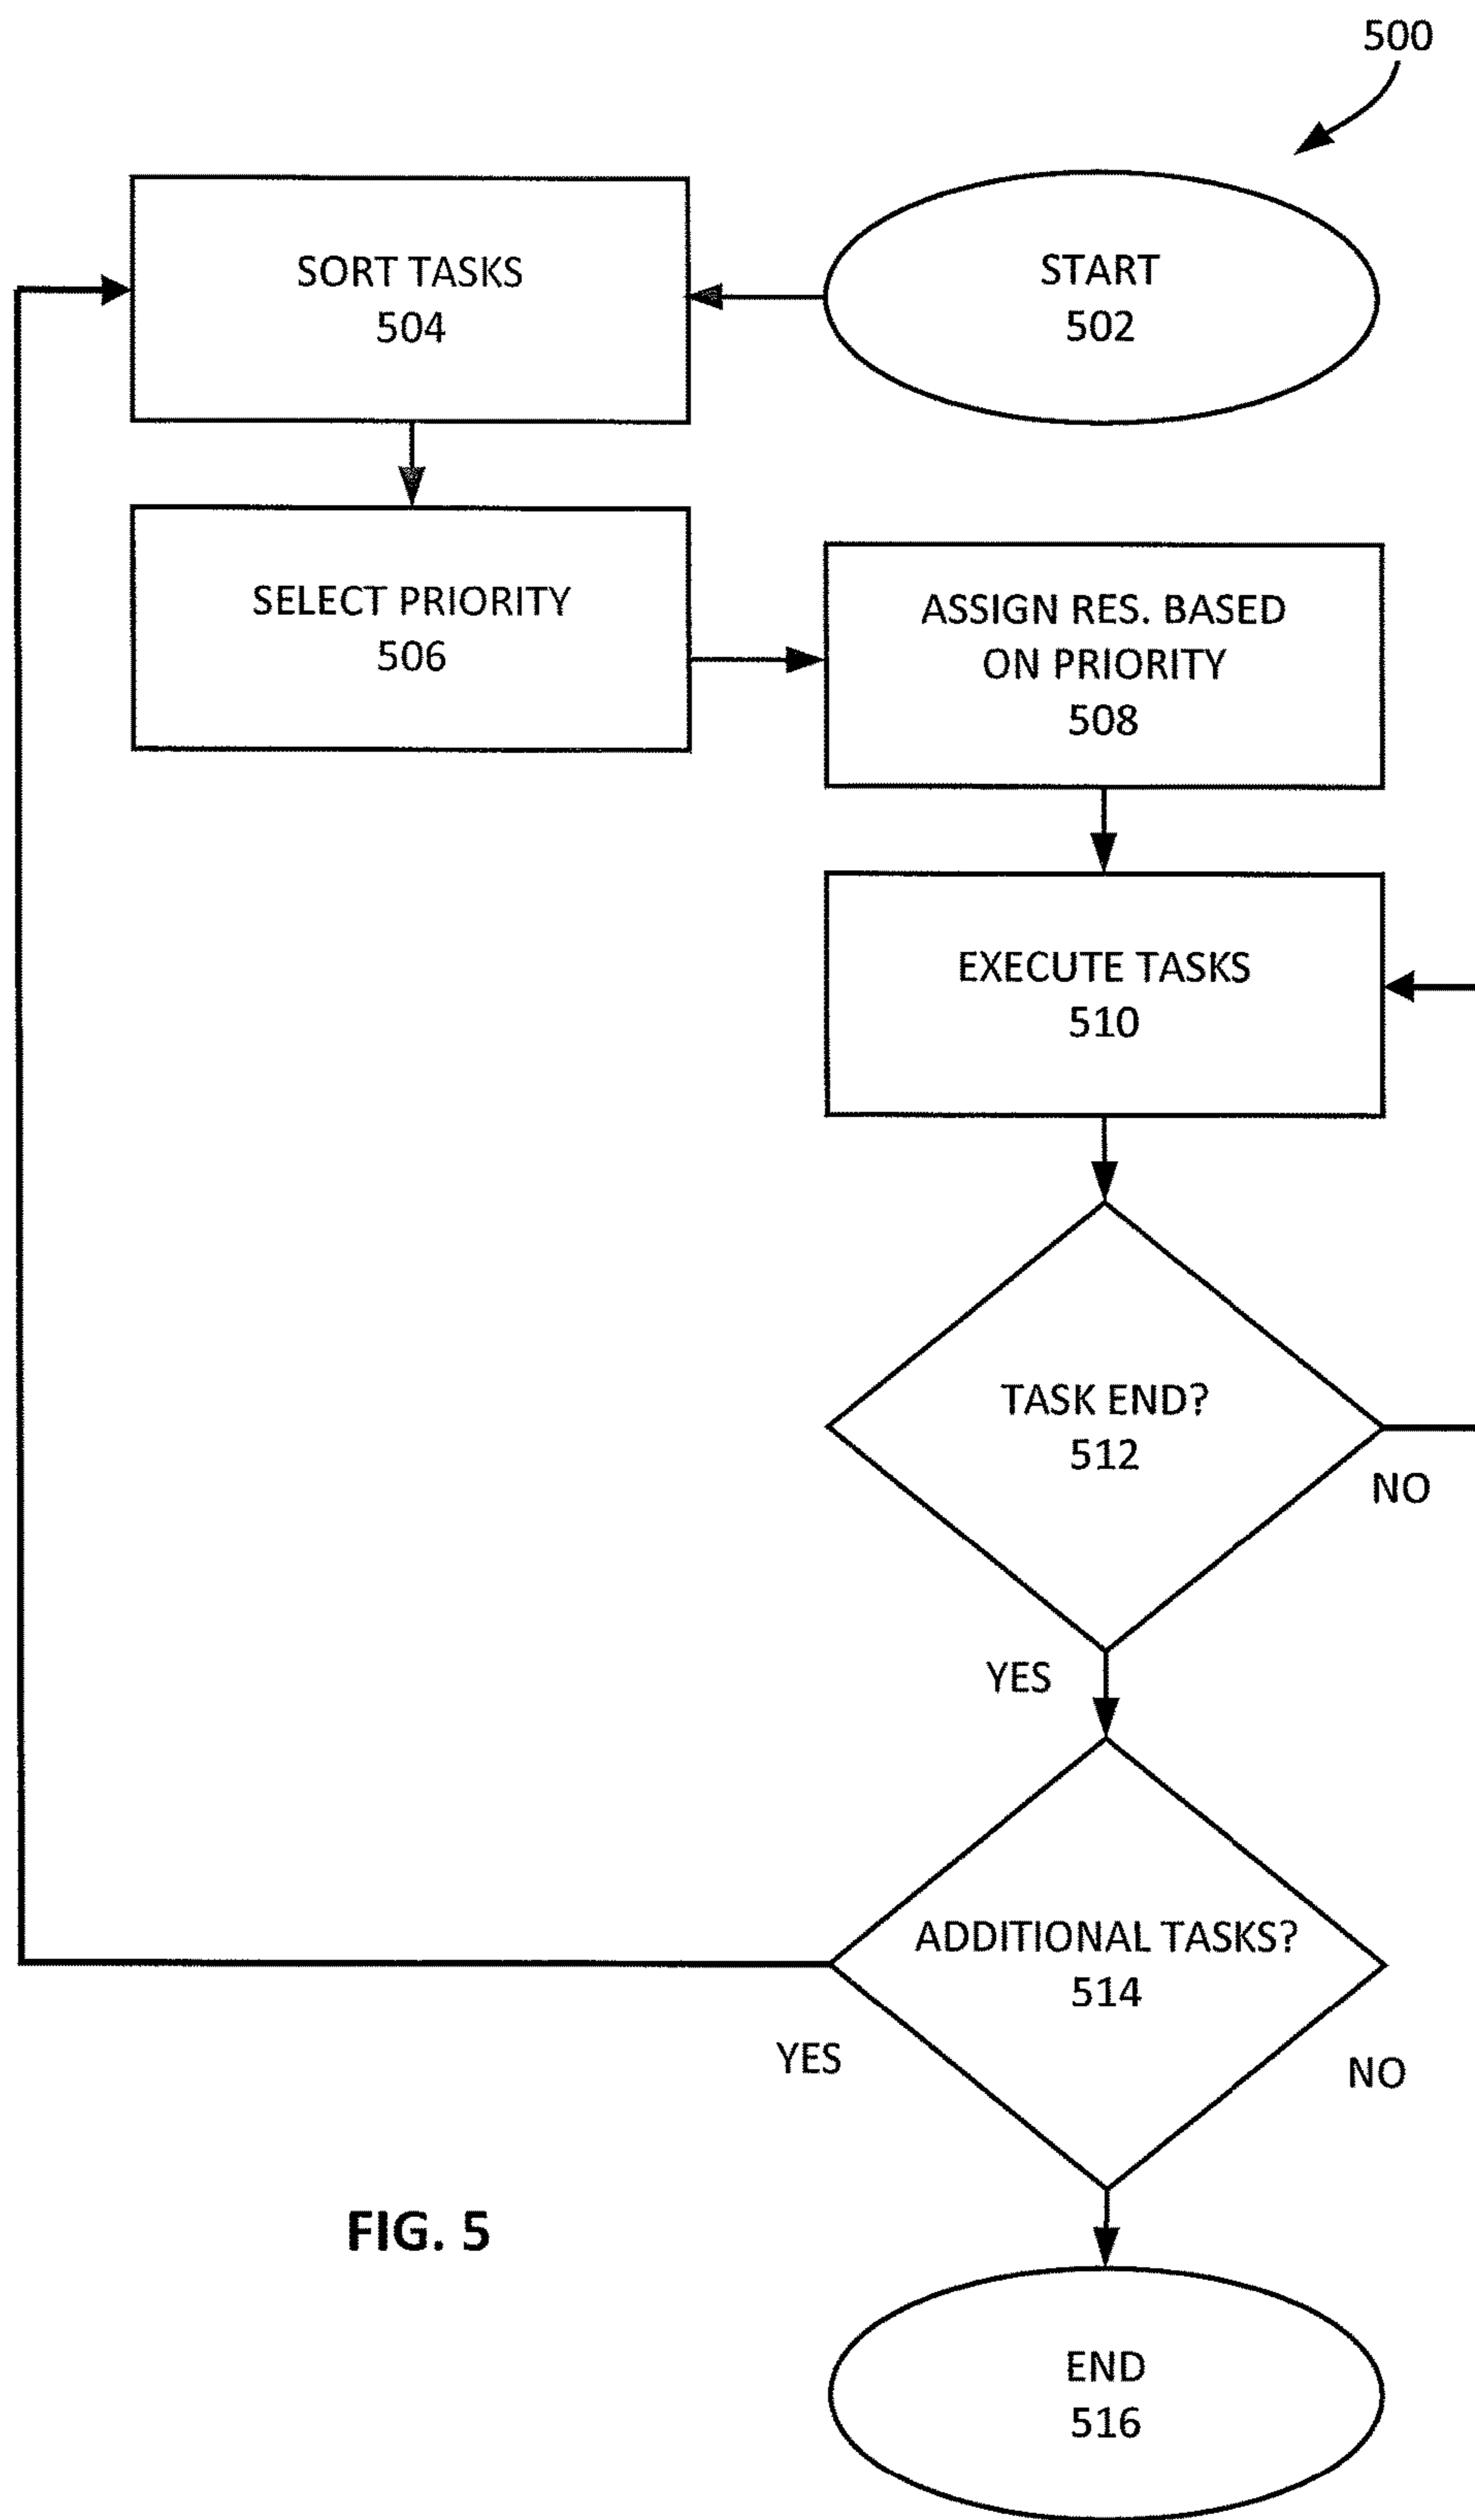 500
START
502
SORT TASKS
504
SELECT PRIORITY
506
ASSIGN RES. BASED
ON PRIORITY
508
EXECUTE TASKS
510
TASK END?
512
NO
YES
ADDITIONAL TASKS?
514
YES
NO
FIG. 5
END
516